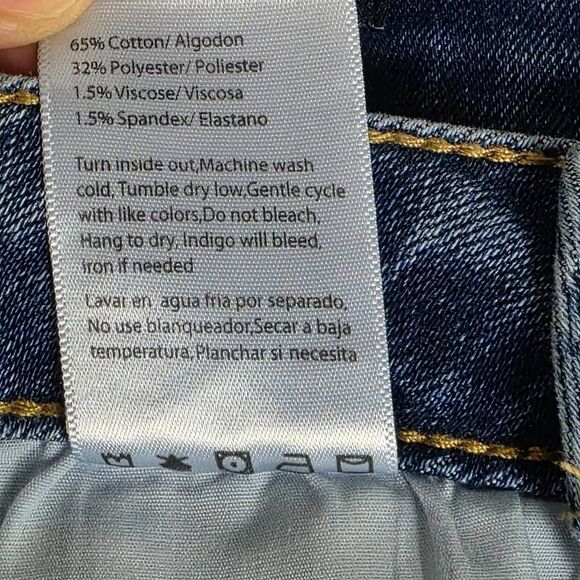 65% Cotton/ Algodon
32% Polyester/ Poliester
1.5% Viscose/ Viscosa
1.5% Spandex/ Elastano
Turn inside out,Machine wash
cold, Tumble dry low,Gentle cycle
with like colors,Do not bleach,
Hang to dry, Indigo will bleed,
iron if needed
Lavar en agua fria por separado,
No use blanqueador,Secar a baja
temperatura,Planchar si necesita